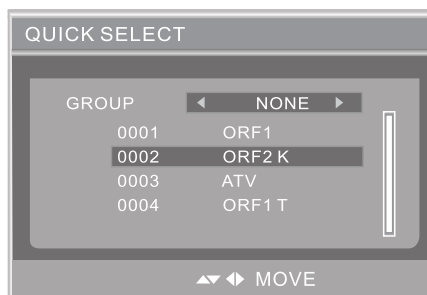 QUICK SELECT
GROUP NONE
0001 ORF1
0002 ORF2 K
0003 ATV
0004 ORF1 T
MOVE